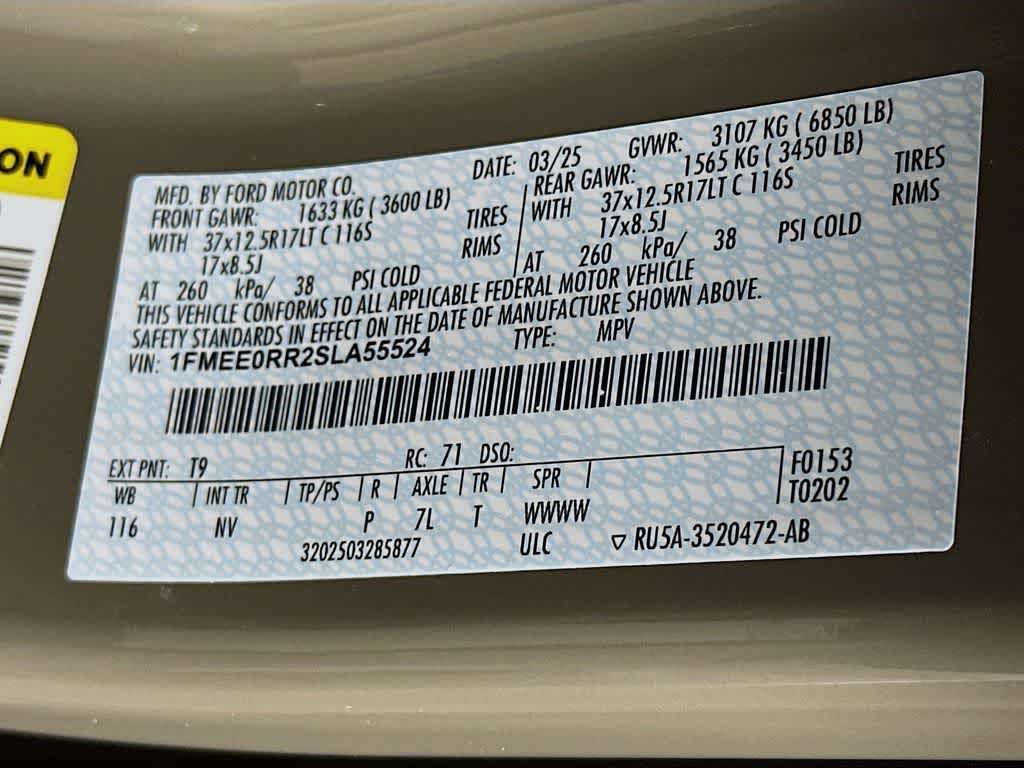 ON
MFD. BY FORD MOTOR CO.
DATE: 03/25
GVWR: 3107 KG ( 6850 LB)
FRONT GAWR: 1633 KG ( 3600 LB)
WITH 37x12.5R17LT C 116S TIRES
17x8.5J RIMS
AT 260 kPa/ 38 PSI COLD
REAR GAWR: 1565 KG ( 3450 LB)
WITH 37x12.5R17LT C 116S TIRES
17x8.5J RIMS
AT 260 kPa/ 38 PSI COLD
THIS VEHICLE CONFORMS TO ALL APPLICABLE FEDERAL MOTOR VEHICLE
SAFETY STANDARDS IN EFFECT ON THE DATE OF MANUFACTURE SHOWN ABOVE.
VIN: 1FMEE0RR2SLA55524 TYPE: MPV
EXT PNT: T9 RC: 71 DSO:
WB INT TR TP/PS R AXLE TR SPR F0153
T0202
116 NV P 7L T WWWW
3202503285877 ULC ▽ RU5A-3520472-AB